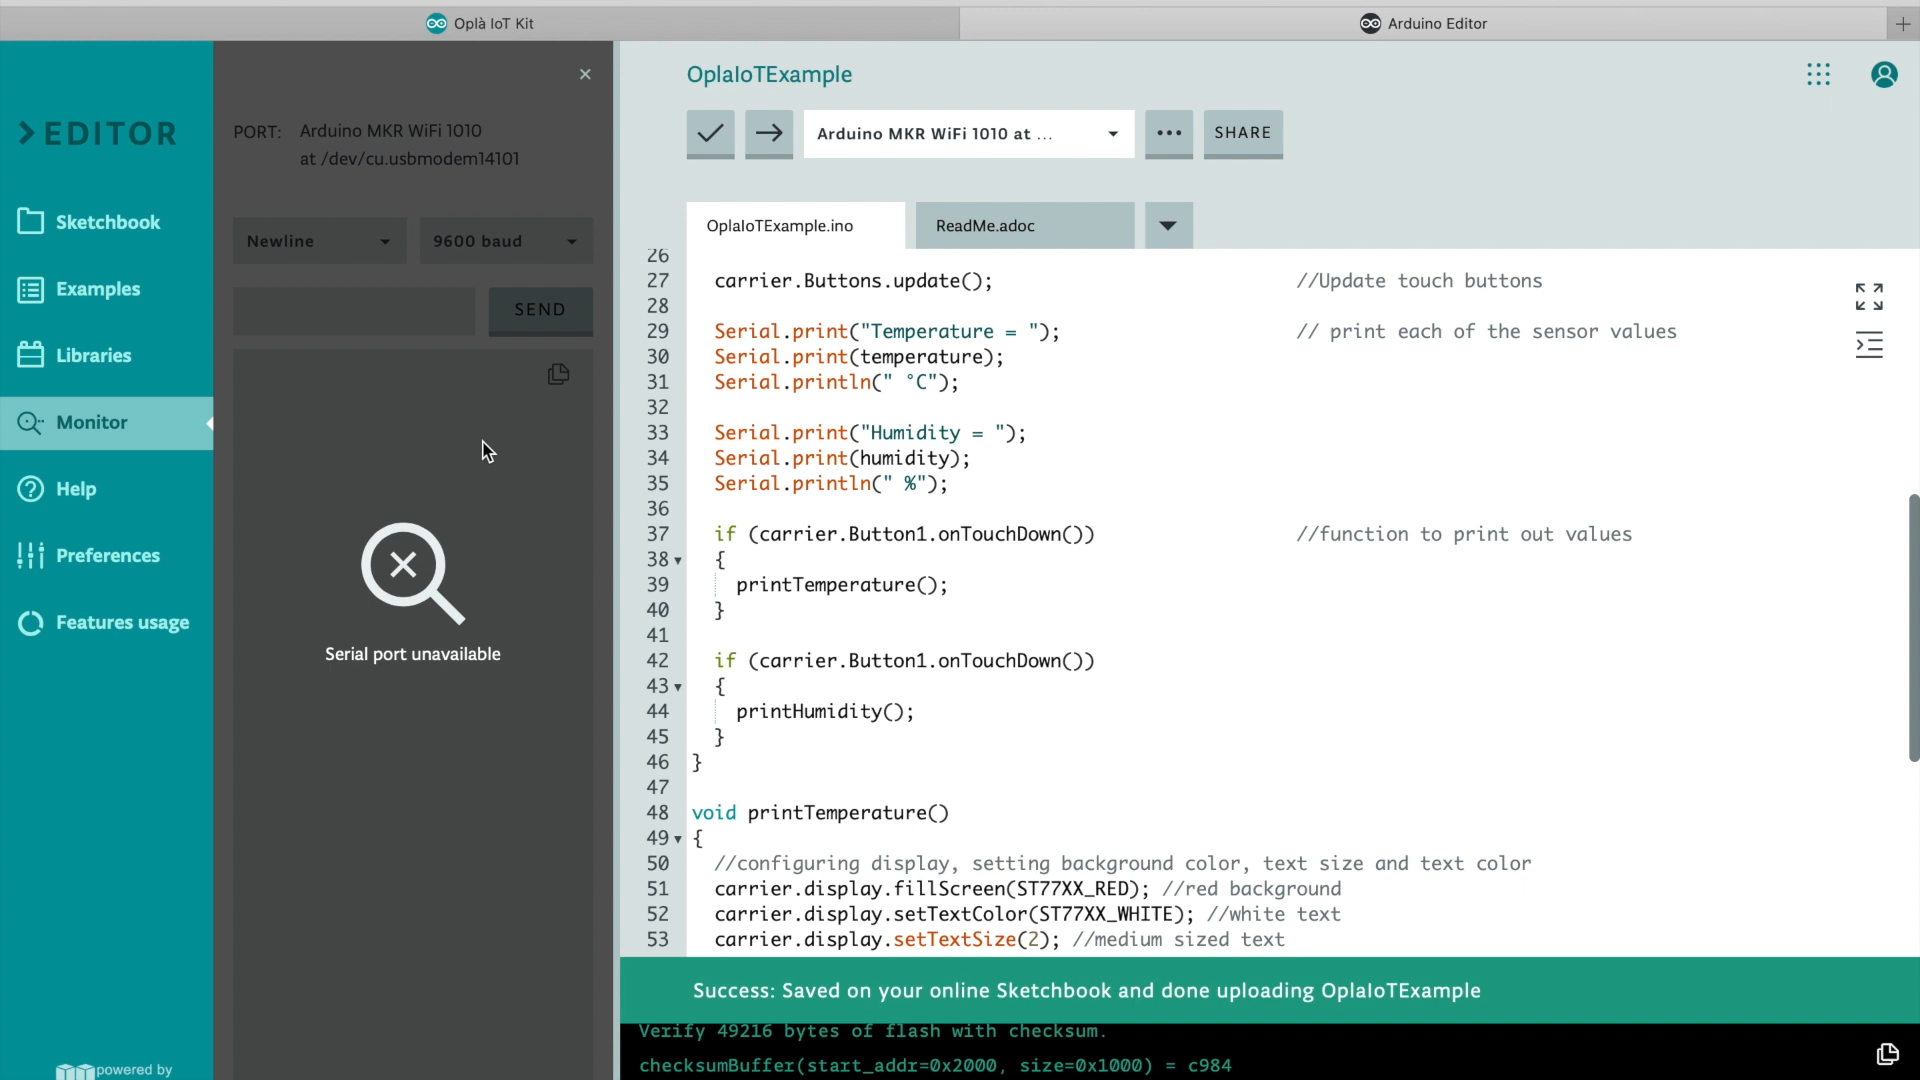 Oplà IoT Kit
Arduino Editor
EDITOR
Sketchbook
Examples
Libraries
Monitor
Help
Preferences
Features usage
powered by
PORT: Arduino MKR WiFi 1010
at /dev/cu.usbmodem14101
Newline
9600 baud
SEND
Serial port unavailable
OplaIoTExample
Arduino MKR WiFi 1010 at ...
SHARE
OplaIoTExample.ino
ReadMe.adoc
26
27 carrier.Buttons.update(); //Update touch buttons
28
29 Serial.print("Temperature = "); // print each of the sensor values
30 Serial.print(temperature);
31 Serial.println(" °C");
32
33 Serial.print("Humidity = ");
34 Serial.print(humidity);
35 Serial.println(" %");
36
37 if (carrier.Button1.onTouchDown()) //function to print out values
38 {
39 printTemperature();
40 }
41
42 if (carrier.Button1.onTouchDown())
43 {
44 printHumidity();
45 }
46 }
47
48 void printTemperature()
49 {
50 //configuring display, setting background color, text size and text color
51 carrier.display.fillScreen(ST77XX_RED); //red background
52 carrier.display.setTextColor(ST77XX_WHITE); //white text
53 carrier.display.setTextSize(2); //medium sized text
Success: Saved on your online Sketchbook and done uploading OplaIoTExample
Verify 49216 bytes of flash with checksum.
checksumBuffer(start_addr=0x2000, size=0x1000) = c984